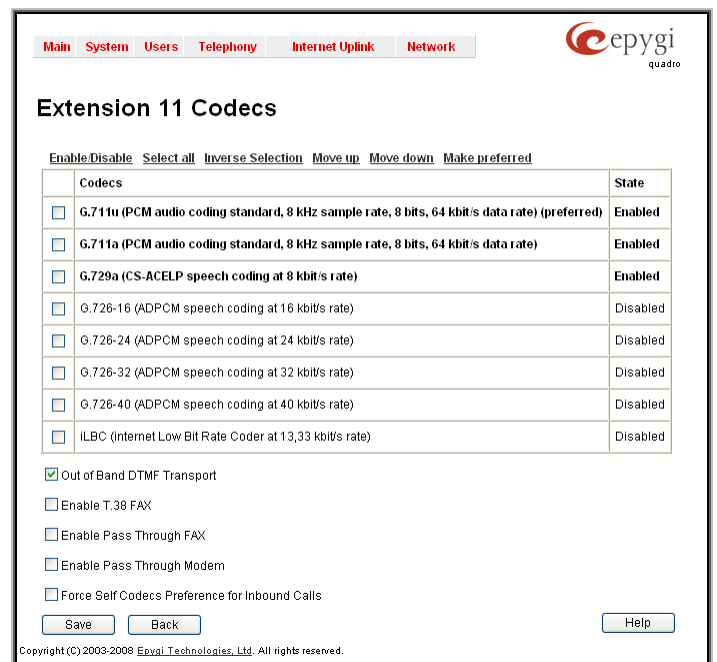 Main System Users Telephony Internet Uplink Network
epygi
quadro
Extension 11 Codecs
Enable/Disable Select all Inverse Selection Move up Move down Make preferred
Codecs State
G.711u (PCM audio coding standard, 8 kHz sample rate, 8 bits, 64 kbit/s data rate) (preferred) Enabled
G.711a (PCM audio coding standard, 8 kHz sample rate, 8 bits, 64 kbit/s data rate) Enabled
G.729a (CS-ACELP speech coding at 8 kbit/s rate) Enabled
G.726-16 (ADPCM speech coding at 16 kbit/s rate) Disabled
G.726-24 (ADPCM speech coding at 24 kbit/s rate) Disabled
G.726-32 (ADPCM speech coding at 32 kbit/s rate) Disabled
G.726-40 (ADPCM speech coding at 40 kbit/s rate) Disabled
iLBC (internet Low Bit Rate Coder at 13,33 kbit/s rate) Disabled
Out of Band DTMF Transport
Enable T.38 FAX
Enable Pass Through FAX
Enable Pass Through Modem
Force Self Codecs Preference for Inbound Calls
Save Back Help
Copyright (C) 2003-2008 Epygi Technologies, Ltd. All rights reserved.